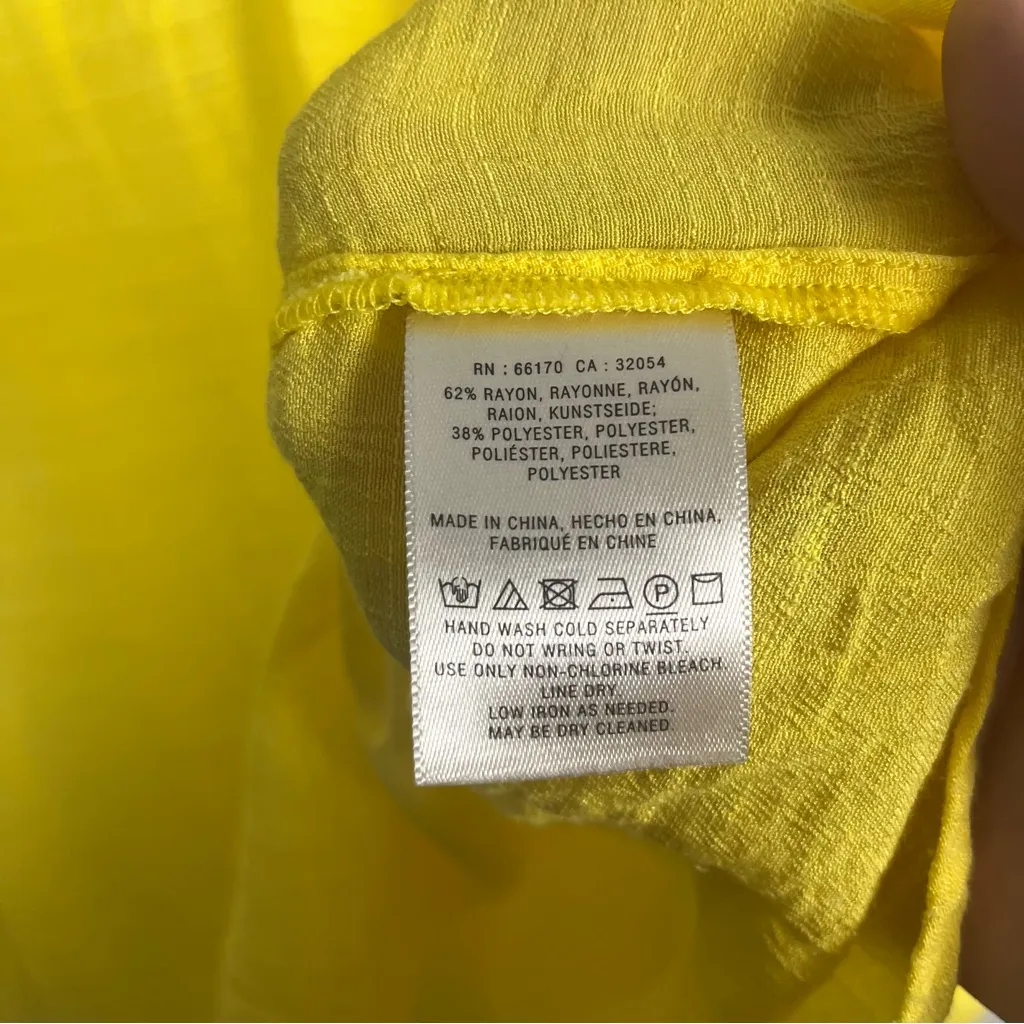 RN : 66170 CA : 32054
62% RAYON, RAYONNE, RAYÓN,
RAION, KUNSTSEIDE;
38% POLYESTER, POLYESTER,
POLIÉSTER, POLIESTERE,
POLYESTER
MADE IN CHINA, HECHO EN CHINA,
FABRIQUÉ EN CHINE
P
HAND WASH COLD SEPARATELY
DO NOT WRING OR TWIST.
USE ONLY NON-CHLORINE BLEACH.
LINE DRY.
LOW IRON AS NEEDED.
MAY BE DRY CLEANED.